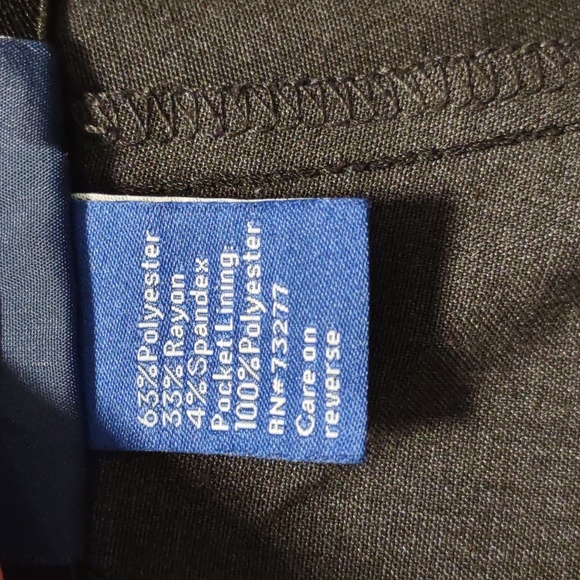 63%Polyester
33%Rayon
4%Spandex
Pocket Lining:
100%Polyester
RN#73277
Care on
reverse